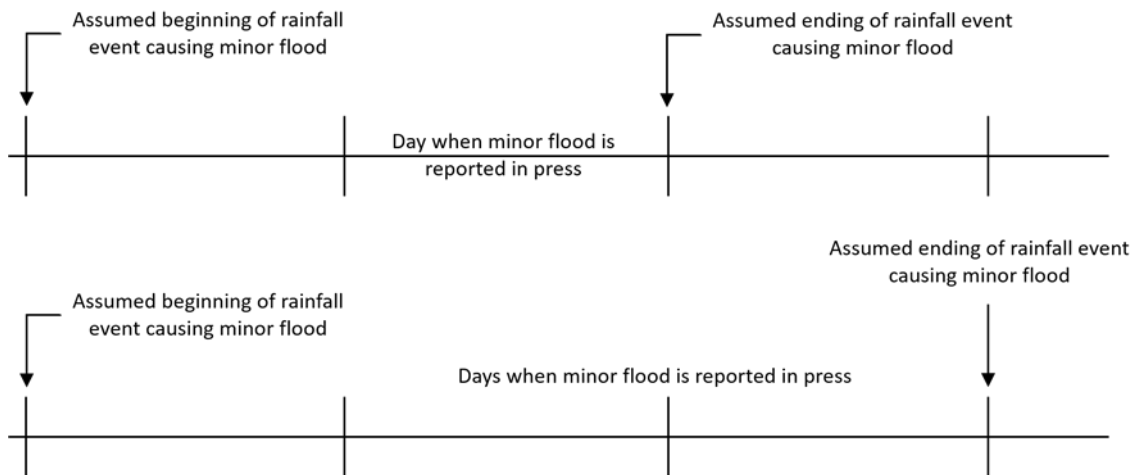 Assumed beginning of rainfall
event causing minor flood
Assumed ending of rainfall event
causing minor flood
Day when minor flood is
reported in press
Assumed ending of rainfall event
causing minor flood
Assumed beginning of rainfall
event causing minor flood
Days when minor flood is reported in press